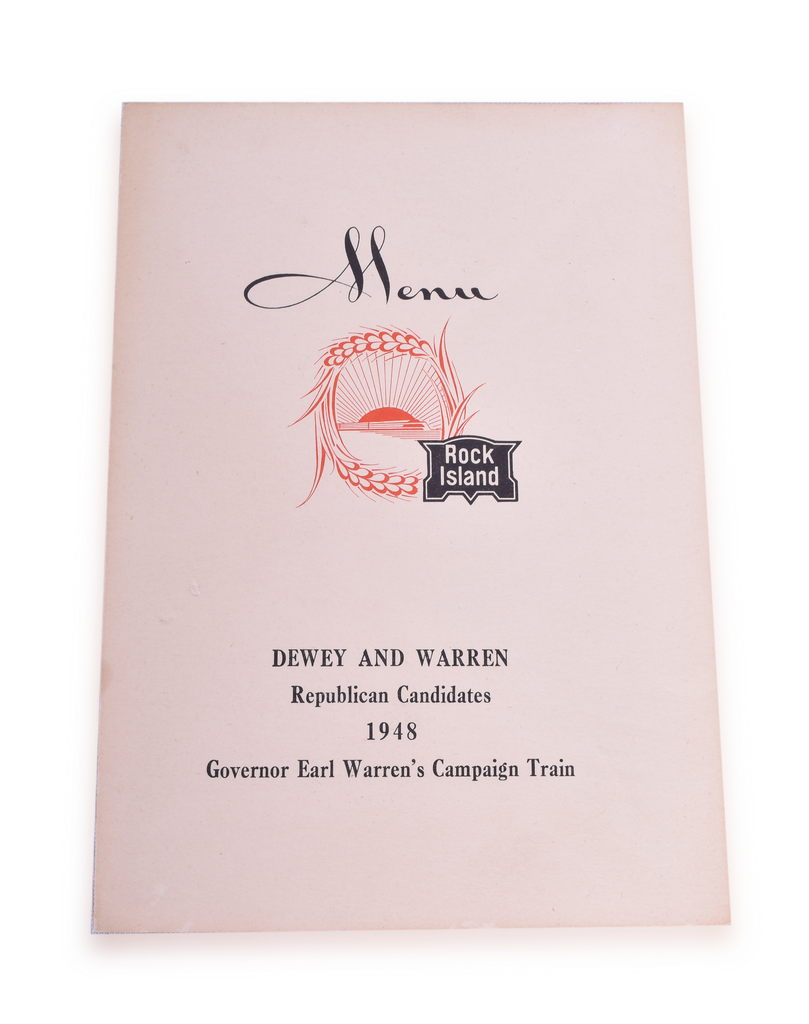 Menu
Rock
Island
DEWEY AND WARREN
Republican Candidates
1948
Governor Earl Warren's Campaign Train